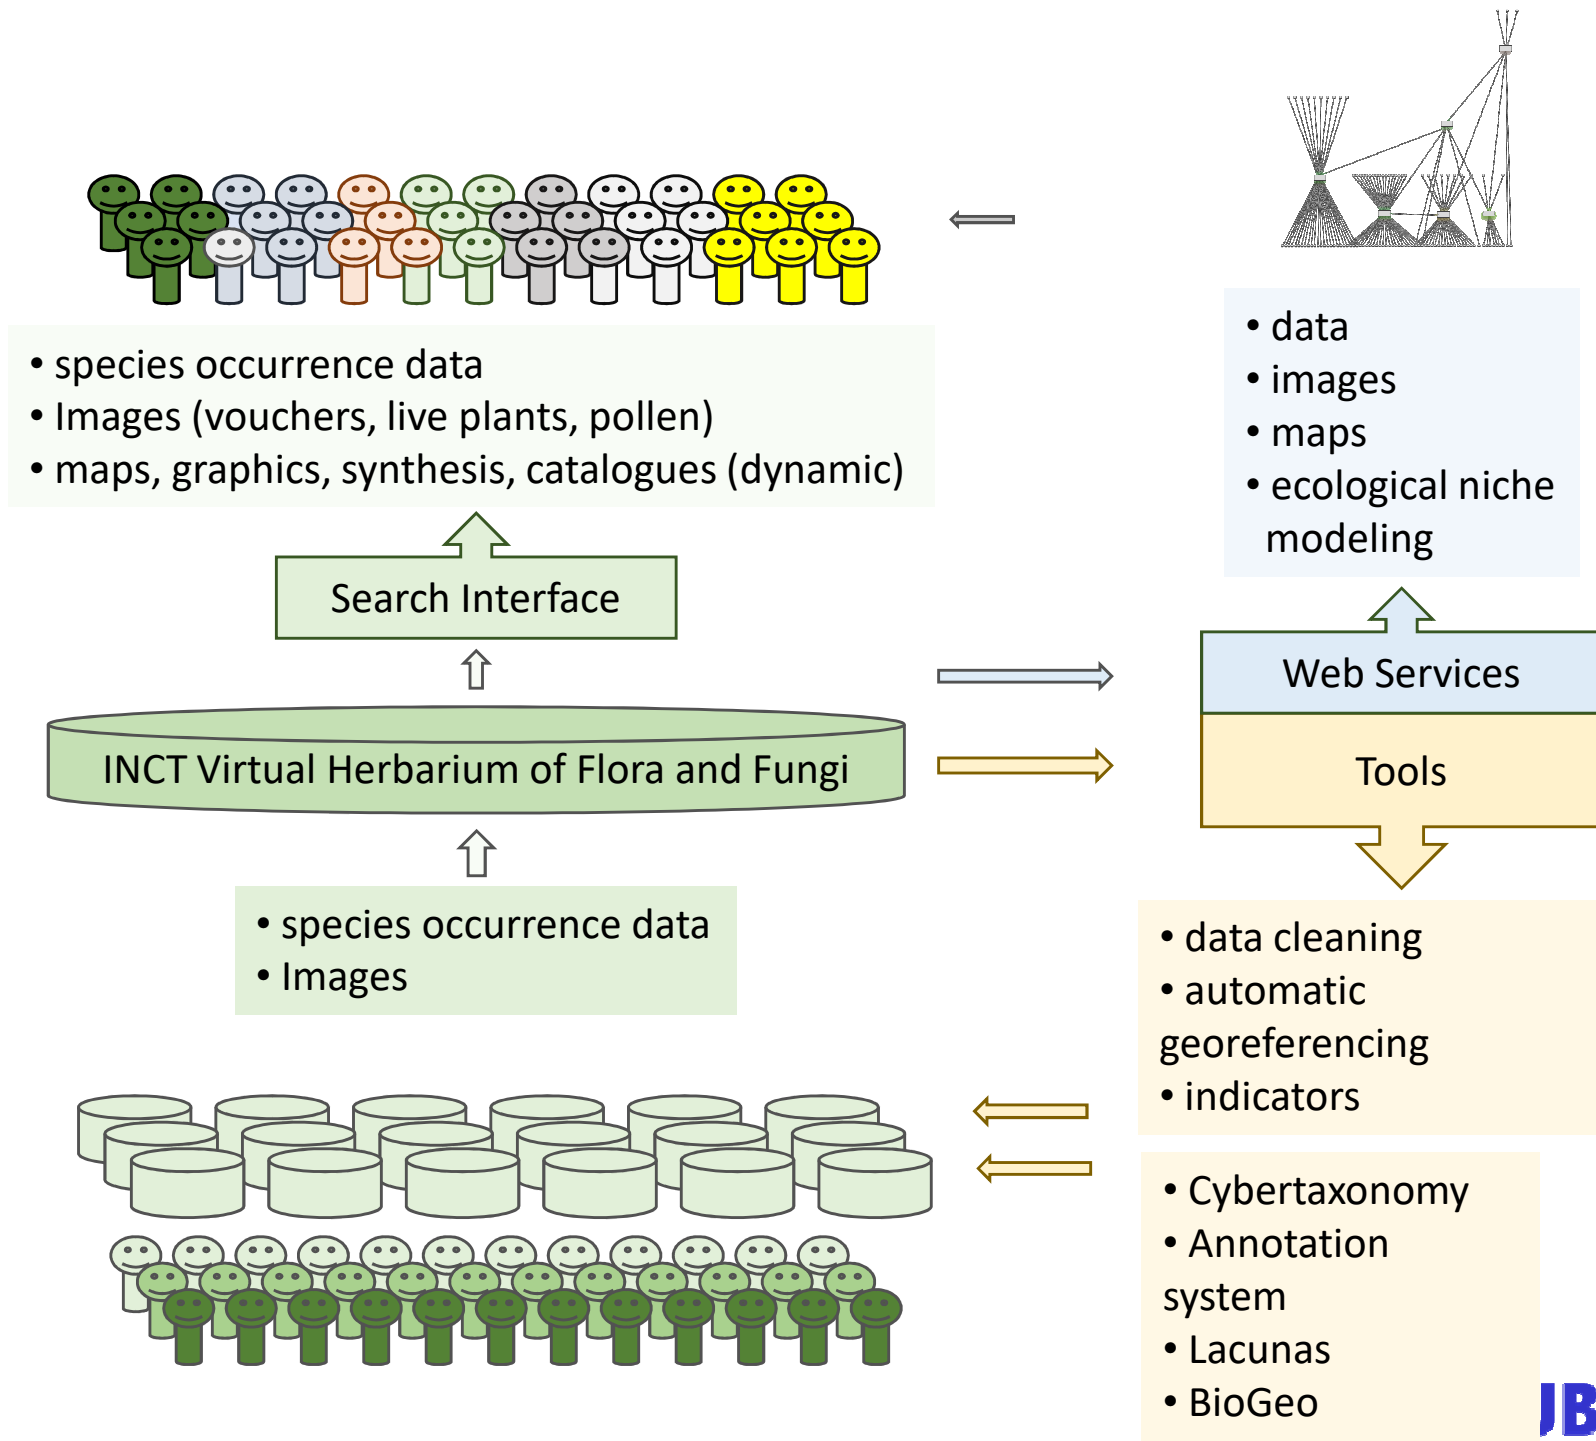 • species occurrence data
• Images (vouchers, live plants, pollen)
• maps, graphics, synthesis, catalogues (dynamic)
Search Interface
INCT Virtual Herbarium of Flora and Fungi
• species occurrence data
• Images
• data
• images
• maps
• ecological niche
modeling
Web Services
Tools
• data cleaning
• automatic
georeferencing
• indicators
• Cybertaxonomy
• Annotation
system
• Lacunas
• BioGeo
JB